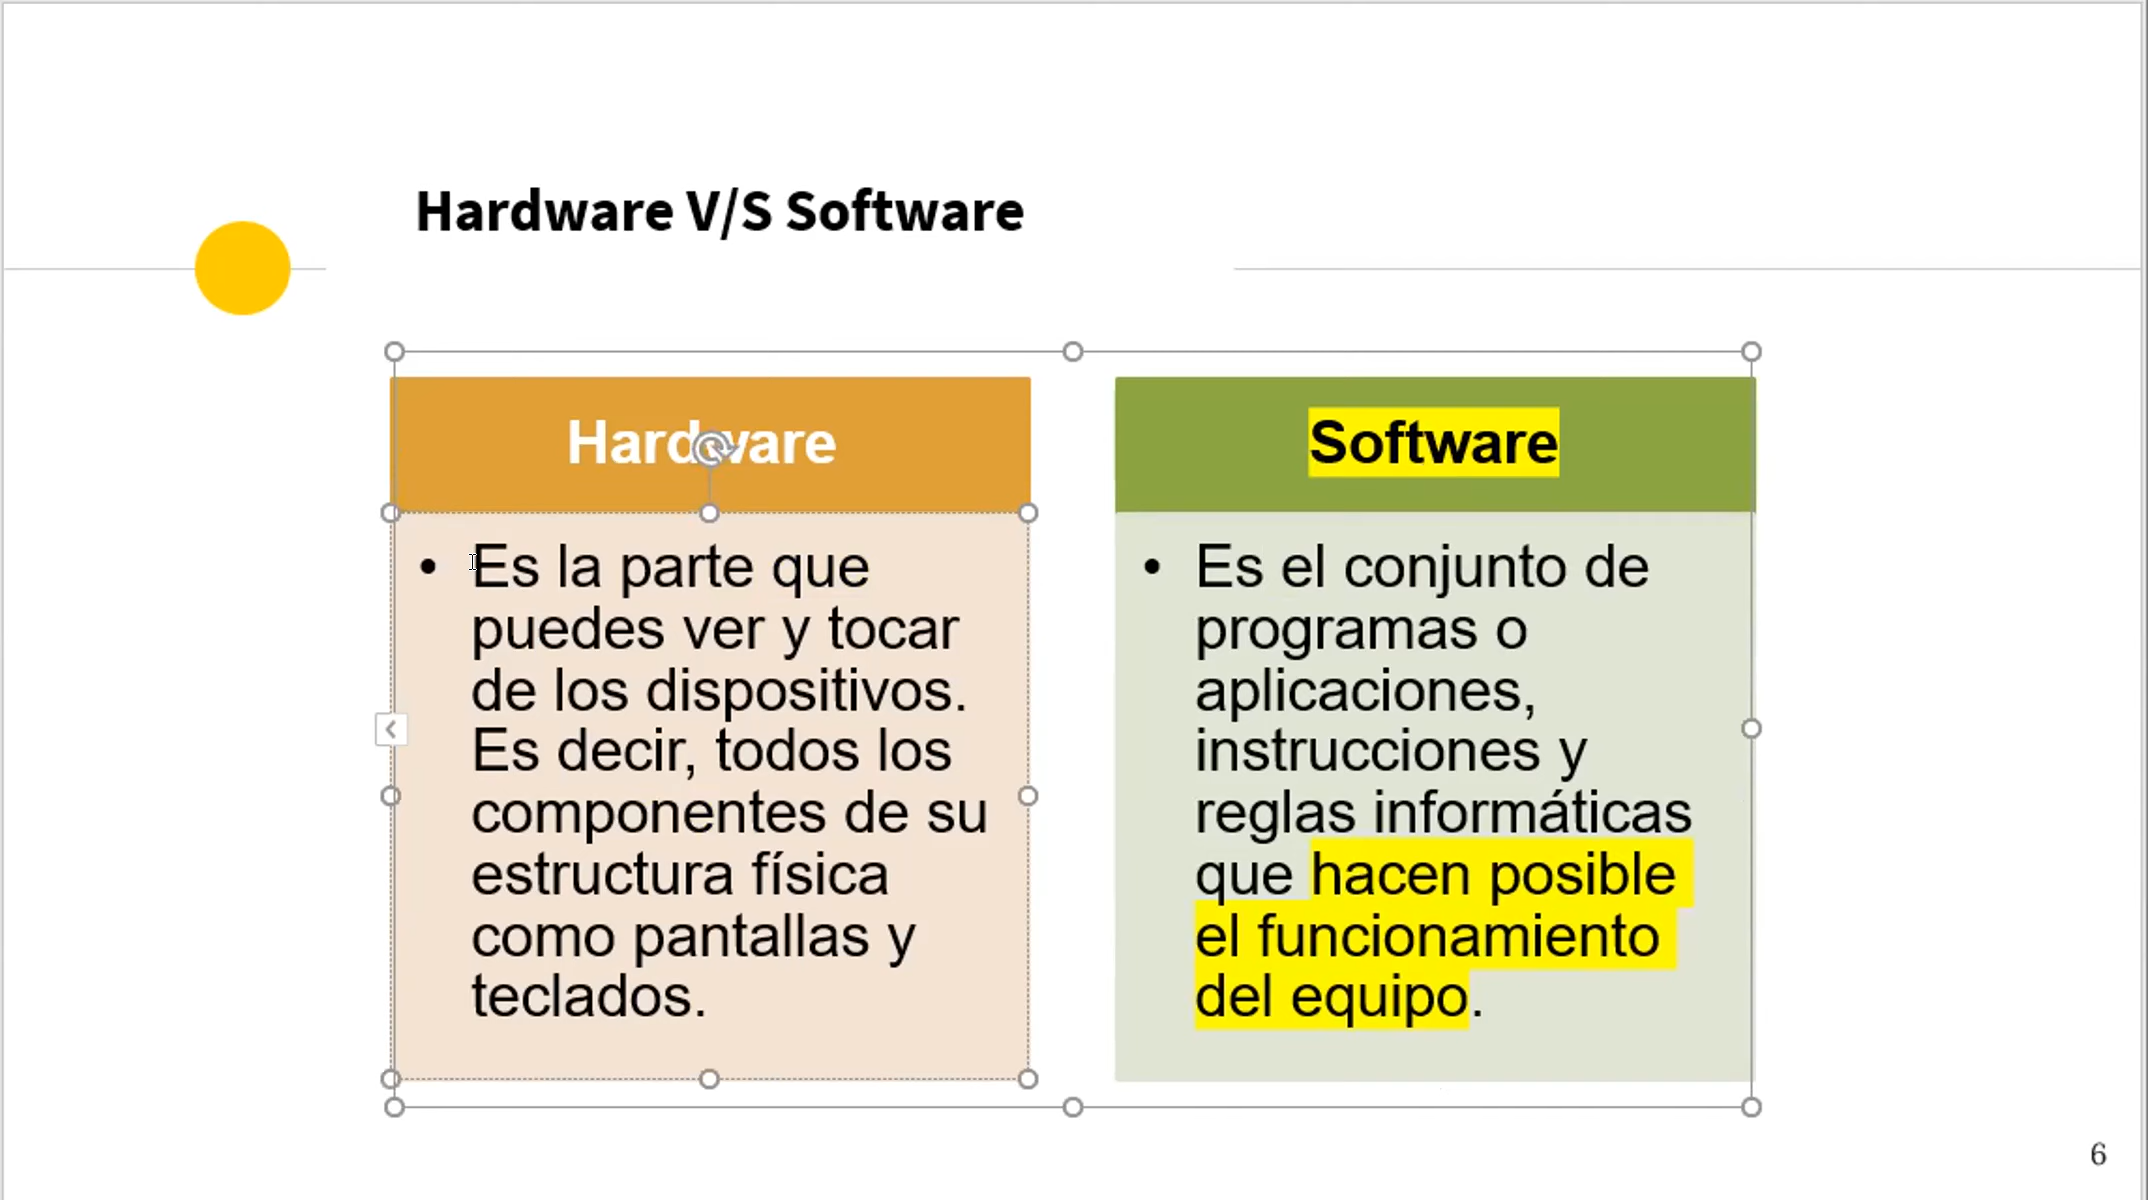 Hardware V/S Software
Hardware
• Es la parte que
puedes ver y tocar
de los dispositivos.
Es decir, todos los
componentes de su
estructura física
como pantallas y
teclados.
Software
• Es el conjunto de
programas o
aplicaciones,
instrucciones y
reglas informáticas
que hacen posible
el funcionamiento
del equipo.
6